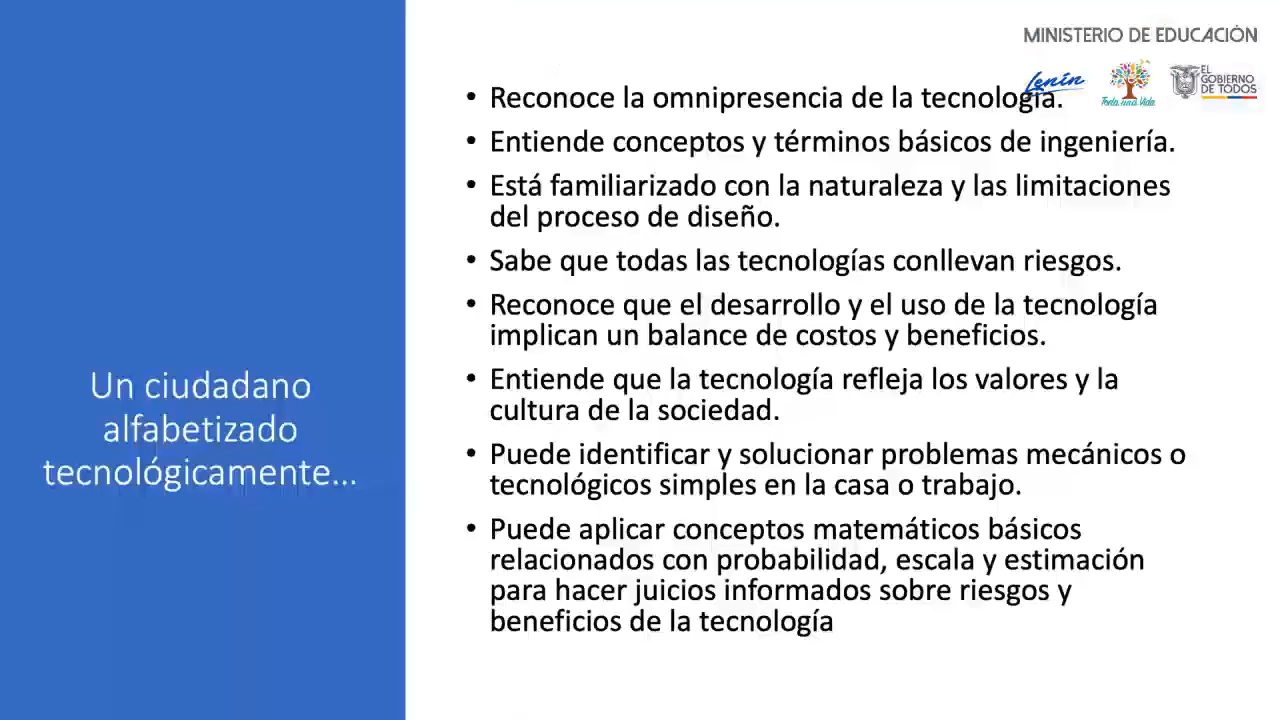 MINISTERIO DE EDUCACIÓN
Lenín
Toda una Vida
EL
GOBIERNO
DE TODOS
Un ciudadano
alfabetizado
tecnológicamente...
• Reconoce la omnipresencia de la tecnología.
• Entiende conceptos y términos básicos de ingeniería.
• Está familiarizado con la naturaleza y las limitaciones
del proceso de diseño.
• Sabe que todas las tecnologías conllevan riesgos.
• Reconoce que el desarrollo y el uso de la tecnología
implican un balance de costos y beneficios.
• Entiende que la tecnología refleja los valores y la
cultura de la sociedad.
• Puede identificar y solucionar problemas mecánicos o
tecnológicos simples en la casa o trabajo.
• Puede aplicar conceptos matemáticos básicos
relacionados con probabilidad, escala y estimación
para hacer juicios informados sobre riesgos y
beneficios de la tecnología